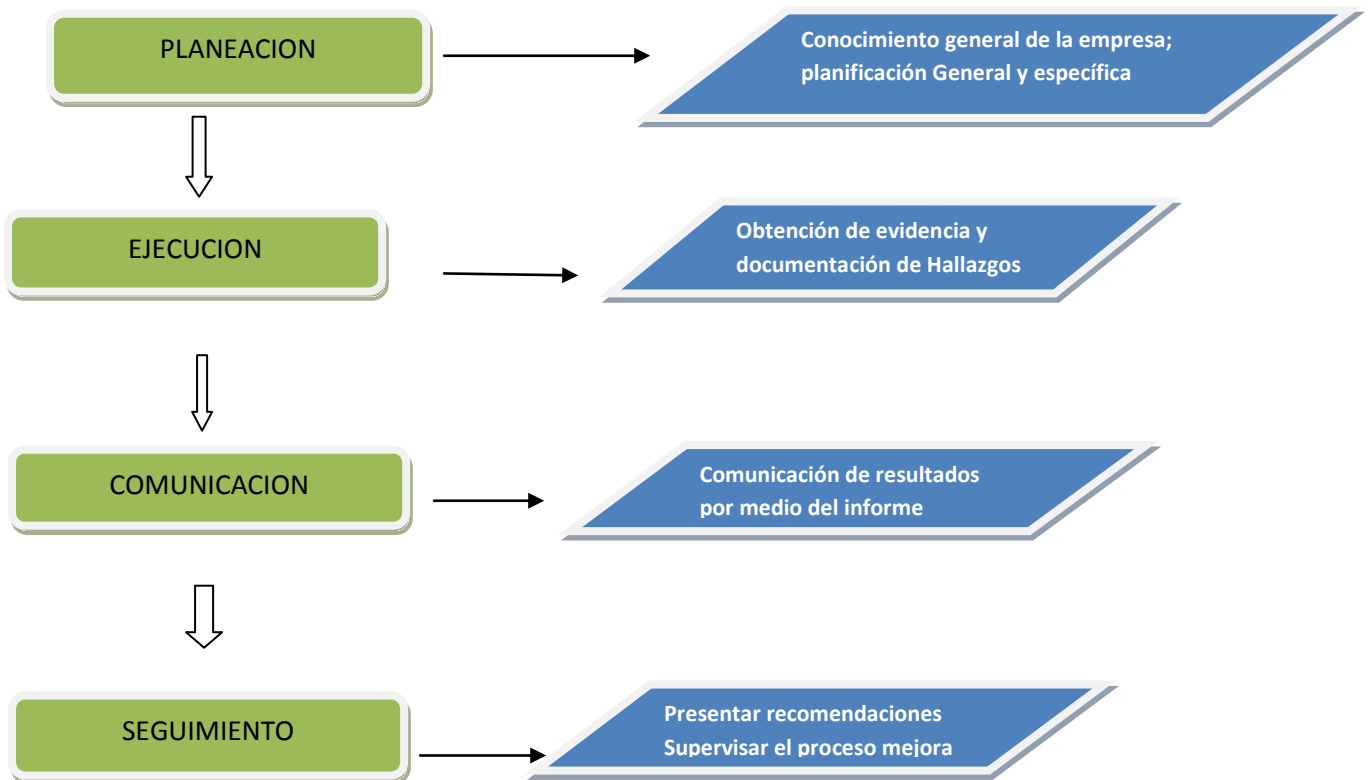 PLANEACION
Conocimiento general de la empresa;
planificación General y específica
EJECUCION
Obtención de evidencia y
documentación de Hallazgos
COMUNICACION
Comunicación de resultados
por medio del informe
SEGUIMIENTO
Presentar recomendaciones
Supervisar el proceso mejora